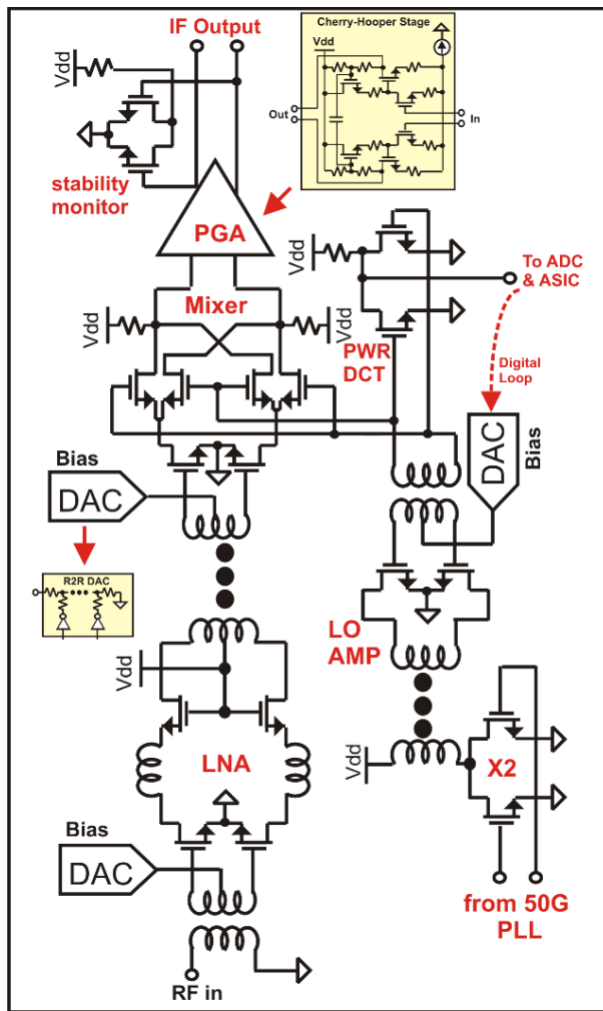 IF Output
Cherry-Hooper Stage
Vdd
Out
In
Vdd
stability
monitor
PGA
Vdd
To ADC
& ASIC
Mixer
Vdd
Vdd
PWR
DCT
Digital
Loop
DAC
Bias
Bias
DAC
R2R DAC
LO
AMP
Vdd
LNA
Vdd
X2
Bias
DAC
from 50G
PLL
RF in